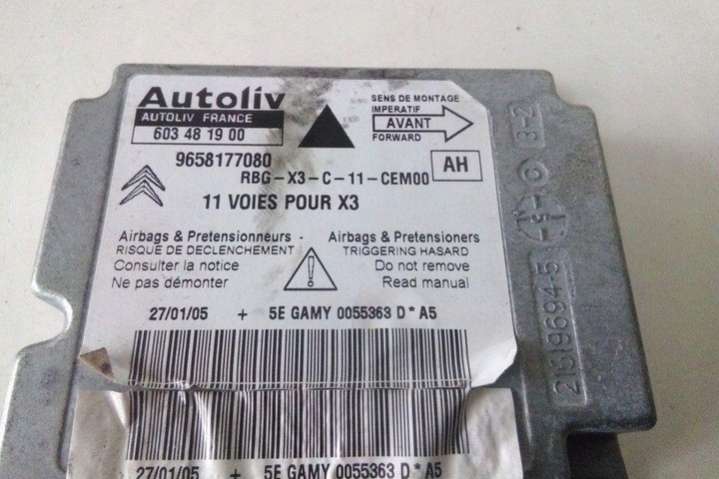 Autoliv
AUTOLIV FRANCE
603 48 19 00
SENS DE MONTAGE
IMPERATIF
AVANT
FORWARD
9658177080
AH
RBG-X3-C-11-CEM00
11 VOIES POUR X3
Airbags & Pretensionneurs -
RISQUE DE DECLENCHEMENT
Consulter la notice
Ne pas démonter
Airbags & Pretensioners
TRIGGERING HASARD
Do not remove
Read manual
27/01/05 + 5E GAMY 0055363 D*A5
27/01/05 + 5E GAMY 0055363 D*A5
B-2
21319694-5